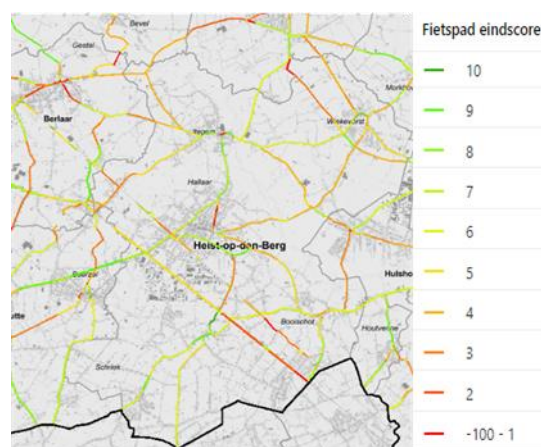 Bevel
Gestel
Fietspad eindscore
10
9
Berlaar
Itegem
Wiekevorst
8
Hallaar
7
Heist-op-den-Berg
6
Hulsho
5
Booischot
4
Houtvenne
3
Schriek
2
-100 - 1